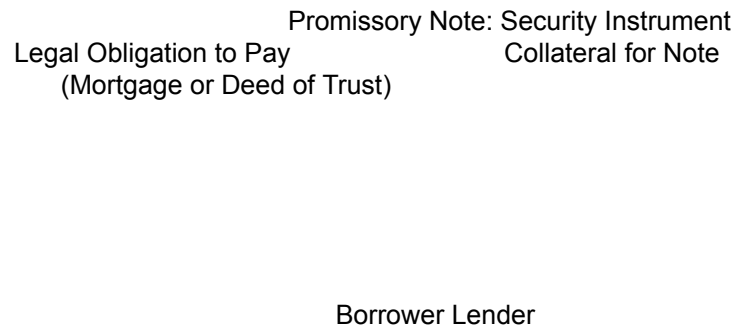 Promissory Note: Security Instrument
Legal Obligation to Pay Collateral for Note
(Mortgage or Deed of Trust)
Borrower Lender